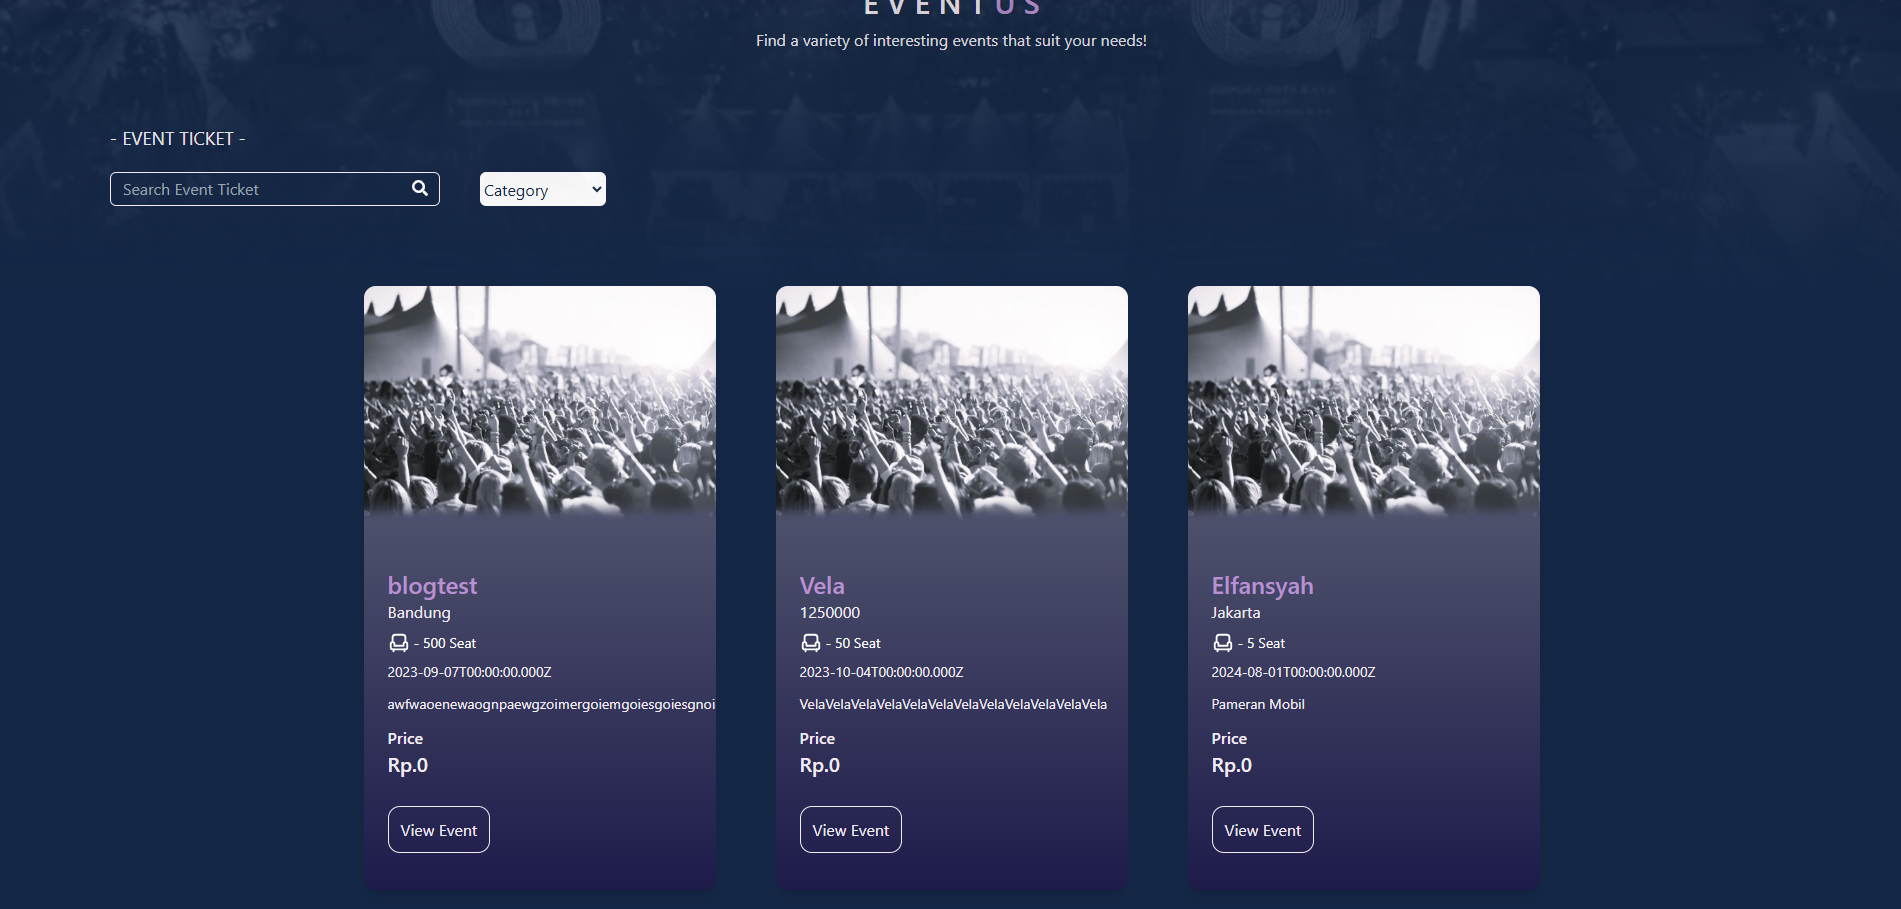 EVENTUS
Find a variety of interesting events that suit your needs!
- EVENT TICKET -
Search Event Ticket
Category
blogtest
Bandung
- 500 Seat
2023-09-07T00:00:00.000Z
awfwaoenewaognpaewgzoimergoiemgoiesgoiesgnoi
Price
Rp.0
View Event
Vela
1250000
- 50 Seat
2023-10-04T00:00:00.000Z
VelaVelaVelaVelaVelaVelaVelaVelaVelaVelaVelaVela
Price
Rp.0
View Event
Elfansyah
Jakarta
- 5 Seat
2024-08-01T00:00:00.000Z
Pameran Mobil
Price
Rp.0
View Event